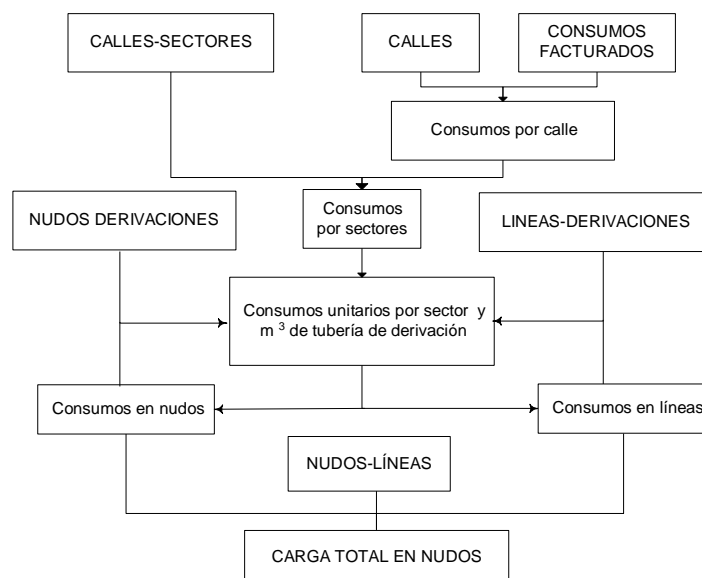 CALLES-SECTORES
CALLES
CONSUMOS
FACTURADOS
Consumos por calle
NUDOS DERIVACIONES
Consumos
por sectores
LINEAS-DERIVACIONES
Consumos unitarios por sector y
m ³ de tubería de derivación
Consumos en nudos
Consumos en líneas
NUDOS-LÍNEAS
CARGA TOTAL EN NUDOS